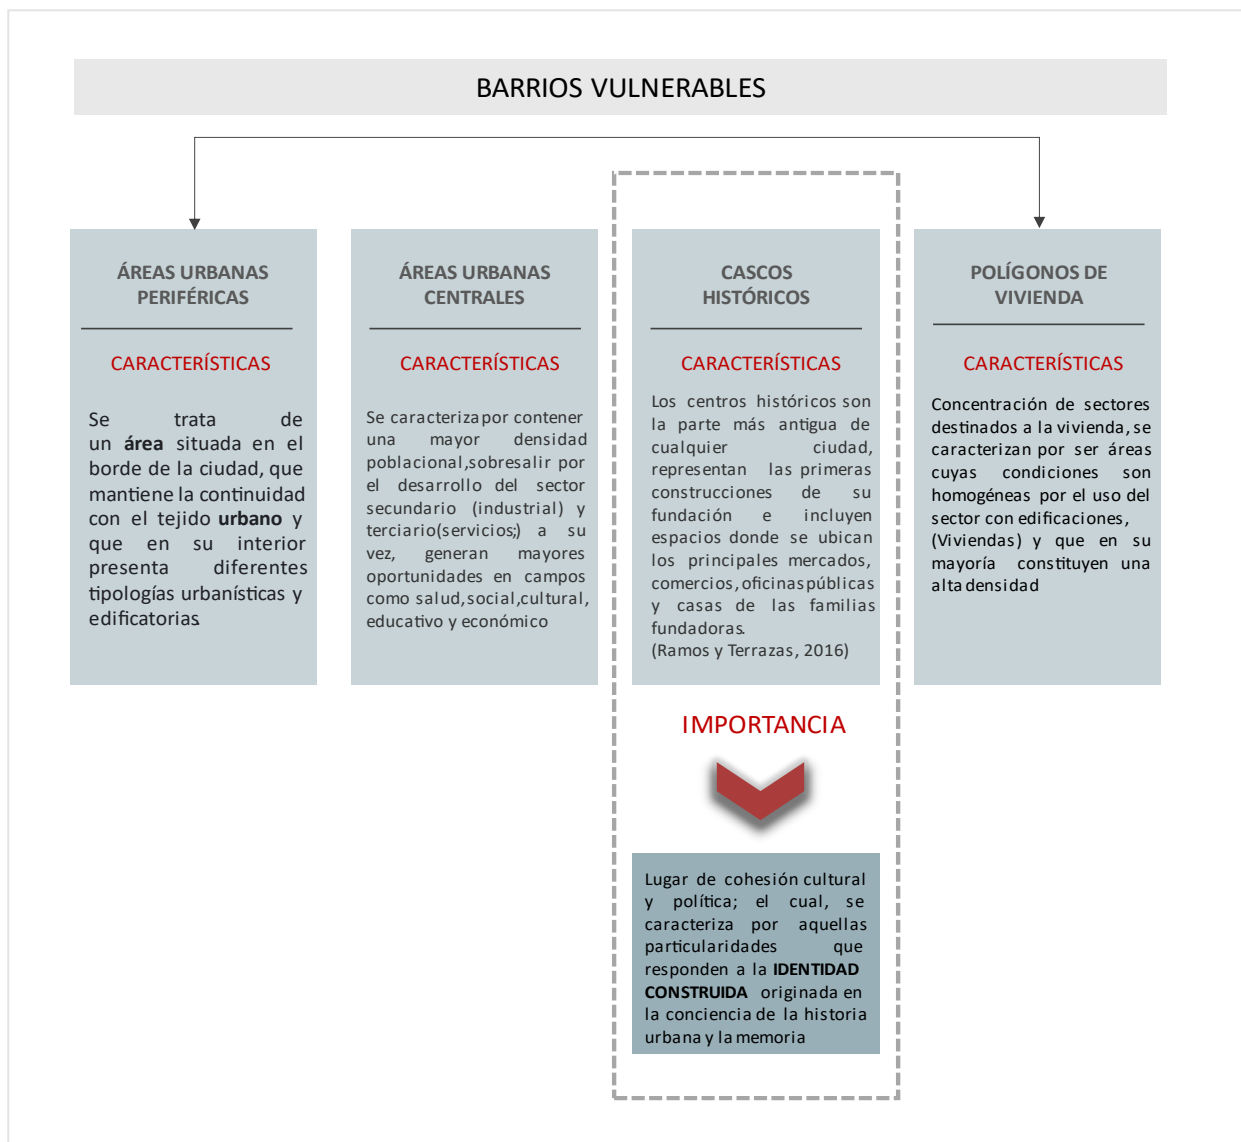 BARRIOS VULNERABLES
ÁREAS URBANAS
PERIFÉRICAS
CARACTERÍSTICAS
Se trata de
un área situada en el
borde de la ciudad, que
mantiene la continuidad
con el tejido urbano y
que en su interior
presenta diferentes
tipologías urbanísticas y
edificatorias.
ÁREAS URBANAS
CENTRALES
CARACTERÍSTICAS
Se caracteriza por contener
una mayor densidad
poblacional, sobresalir por
el desarrollo del sector
secundario (industrial) y
terciario(servicios;) a su
vez, generan mayores
oportunidades en campos
como salud, social, cultural,
educativo y económico
CASCOS
HISTÓRICOS
CARACTERÍSTICAS
Los centros históricos son
la parte más antigua de
cualquier ciudad,
representan las primeras
construcciones de su
fundación e incluyen
espacios donde se ubican
los principales mercados,
comercios, oficinas públicas
y casas de las familias
fundadoras.
(Ramos y Terrazas, 2016)
POLÍGONOS DE
VIVIENDA
CARACTERÍSTICAS
Concentración de sectores
destinados a la vivienda, se
caracterizan por ser áreas
cuyas condiciones son
homogéneas por el uso del
sector con edificaciones,
(Viviendas) y que en su
mayoría constituyen una
alta densidad
IMPORTANCIA
Lugar de cohesión cultural
y política; el cual, se
caracteriza por aquellas
particularidades que
responden a la IDENTIDAD
CONSTRUIDA originada en
la conciencia de la historia
urbana y la memoria